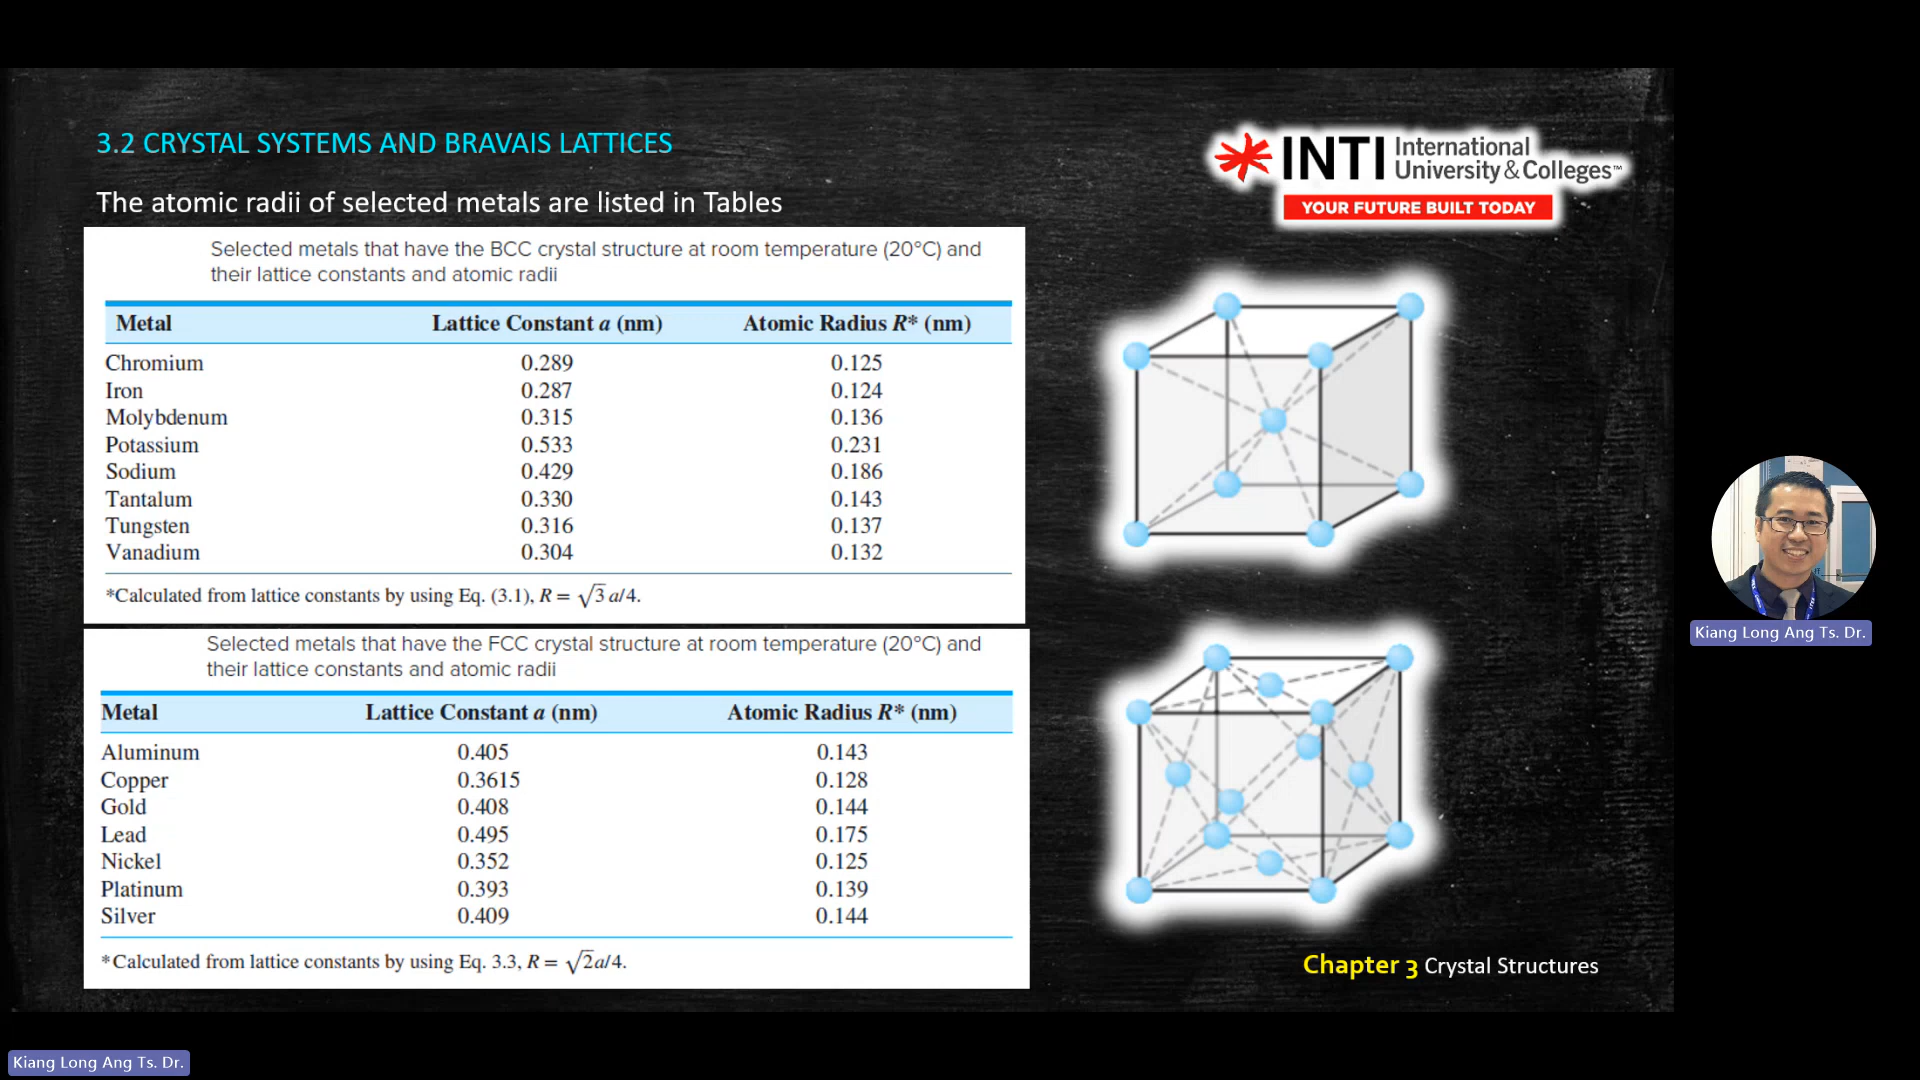 3.2 CRYSTAL SYSTEMS AND BRAVAIS LATTICES
The atomic radii of selected metals are listed in Tables
INTI International University & Colleges™
YOUR FUTURE BUILT TODAY
Selected metals that have the BCC crystal structure at room temperature (20°C) and
their lattice constants and atomic radii
Metal Lattice Constant a (nm) Atomic Radius R* (nm)
Chromium 0.289 0.125
Iron 0.287 0.124
Molybdenum 0.315 0.136
Potassium 0.533 0.231
Sodium 0.429 0.186
Tantalum 0.330 0.143
Tungsten 0.316 0.137
Vanadium 0.304 0.132
*Calculated from lattice constants by using Eq. (3.1), R = √3 a/4.
Selected metals that have the FCC crystal structure at room temperature (20°C) and
their lattice constants and atomic radii
Metal Lattice Constant a (nm) Atomic Radius R* (nm)
Aluminum 0.405 0.143
Copper 0.3615 0.128
Gold 0.408 0.144
Lead 0.495 0.175
Nickel 0.352 0.125
Platinum 0.393 0.139
Silver 0.409 0.144
*Calculated from lattice constants by using Eq. 3.3, R = √2a/4.
Chapter 3 Crystal Structures
Kiang Long Ang Ts. Dr.
Kiang Long Ang Ts. Dr.